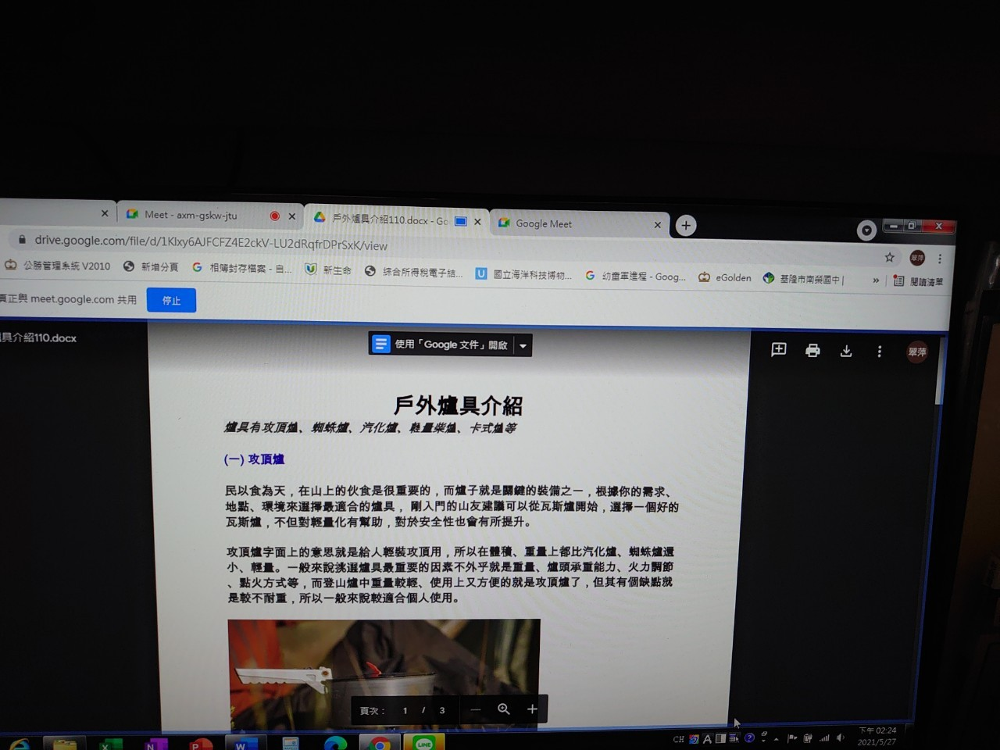 Meet - axm-gskw-jtu
戶外爐具介紹110.docx - Go
Google Meet
drive.google.com/file/d/1Klxy6AJFCFZ4E2ckV-LU2dRqfrDPrSxK/view
公勝管理系統 V2010 新增分頁 相簿封存檔案 - 自... 新生命 綜合所得稅電子結... 國立海洋科技博物... 幼童軍進程 - Goog... eGolden 基隆市南榮國中 | » 閱讀清單
正與 meet.google.com 共用 停止
具介紹110.docx
使用「Google 文件」開啟
翠萍
戶外爐具介紹
爐具有攻頂爐、蜘蛛爐、汽化爐、輕量柴爐、卡式爐等
(一) 攻頂爐
民以食為天，在山上的伙食是很重要的，而爐子就是關鍵的裝備之一，根據你的需求、
地點、環境來選擇最適合的爐具， 剛入門的山友建議可以從瓦斯爐開始，選擇一個好的
瓦斯爐，不但對輕量化有幫助，對於安全性也會有所提升。
攻頂爐字面上的意思就是給人輕裝攻頂用，所以在體積、重量上都比汽化爐、蜘蛛爐還
小、輕量。一般來說挑選爐具最重要的因素不外乎就是重量、爐頭承重能力、火力調節
、點火方式等，而登山爐中重量較輕、使用上又方便的就是攻頂爐了，但其有個缺點就
是較不耐重，所以一般來說較適合個人使用。
頁次： 1 / 3
CH
下午 02:24
2021/5/27